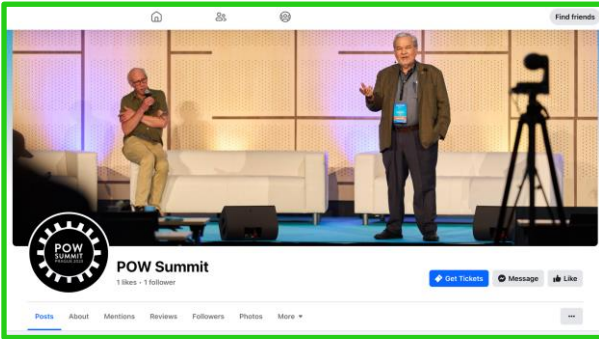 Find friends
POW
SUMMIT
PRAGUE 2023
POW Summit
1 likes • 1 follower
Get Tickets
Message
Like
Posts
About
Mentions
Reviews
Followers
Photos
More